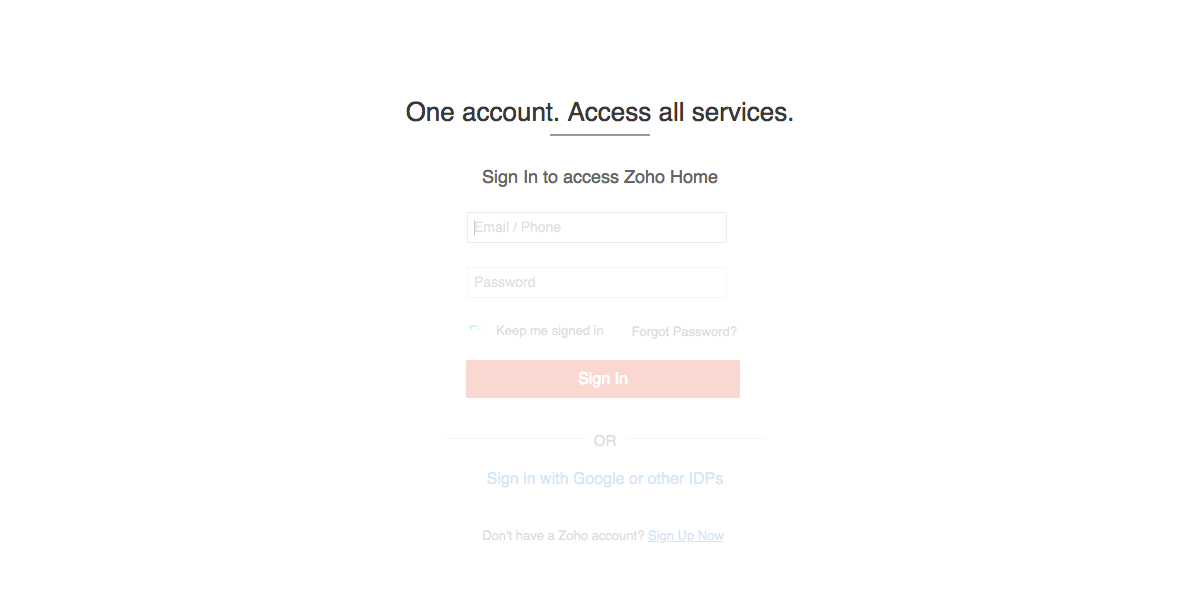 One account. Access all services.
Sign In to access Zoho Home
Email / Phone
Password
Keep me signed in Forgot Password?
Sign In
OR
Sign in with Google or other IDPs
Don't have a Zoho account? Sign Up Now